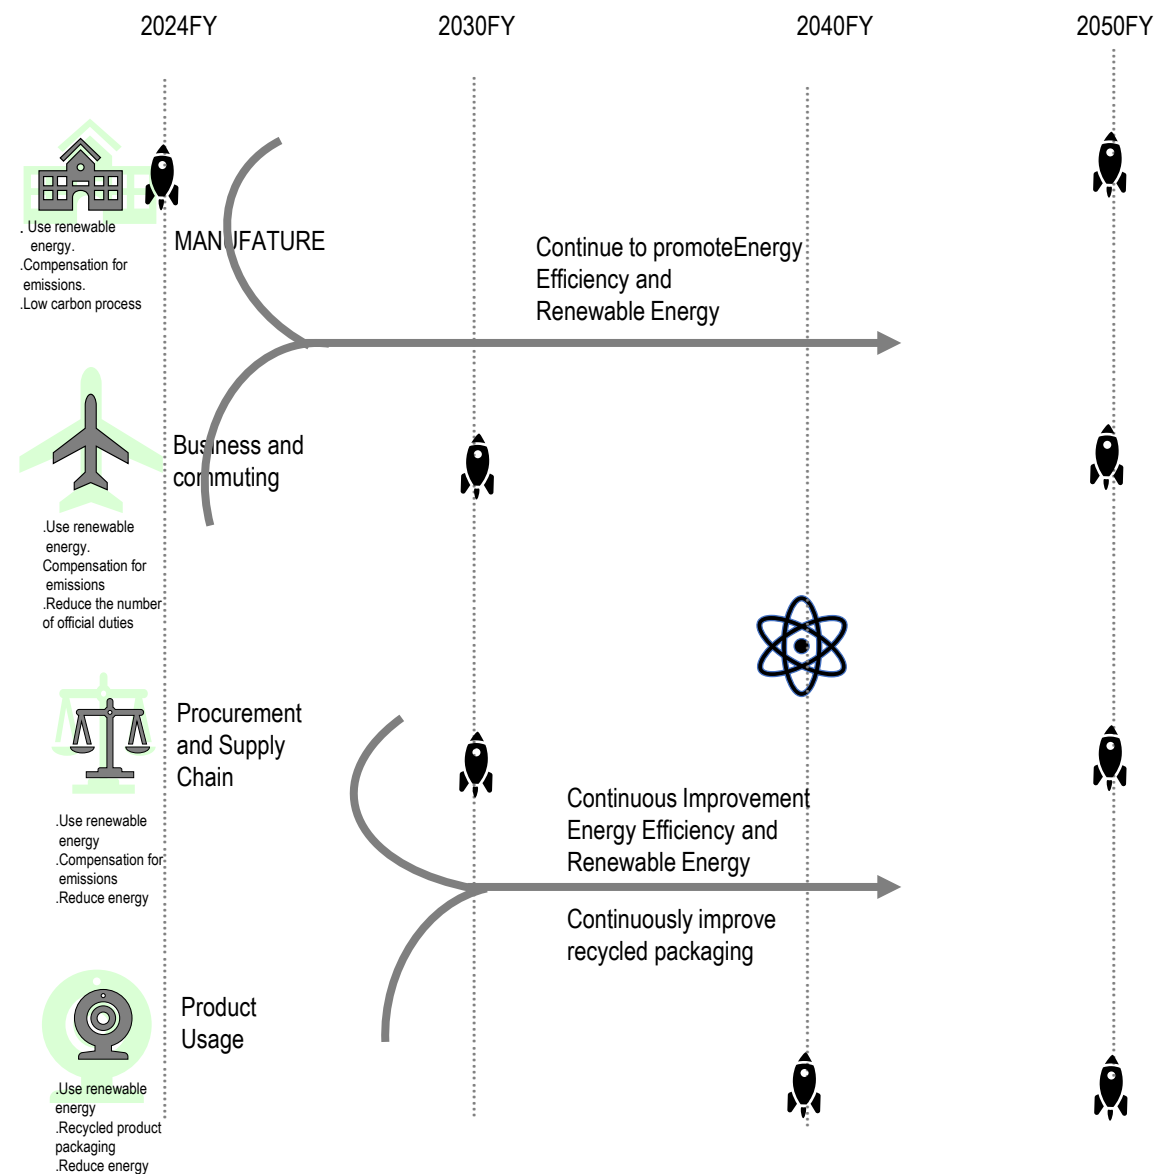 2024FY
2030FY
2040FY
2050FY
. Use renewable
energy.
.Compensation for
emissions.
.Low carbon process
MANUFATURE
Continue to promoteEnergy
Efficiency and
Renewable Energy
Business and
commuting
.Use renewable
energy.
Compensation for
emissions
.Reduce the number
of official duties
Procurement
and Supply
Chain
.Use renewable
energy
.Compensation for
emissions
.Reduce energy
Continuous Improvement
Energy Efficiency and
Renewable Energy
Continuously improve
recycled packaging
Product
Usage
.Use renewable
energy
.Recycled product
packaging
.Reduce energy